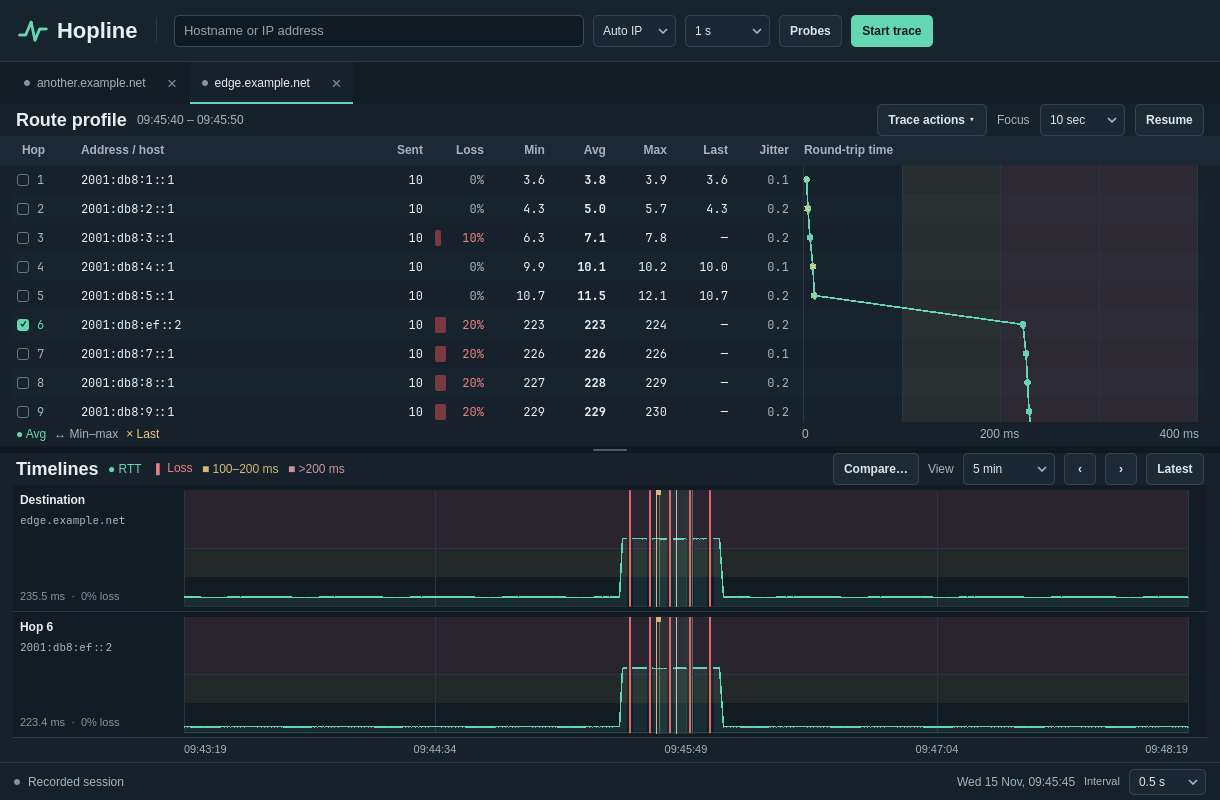 Hopline
Hostname or IP address
Auto IP
1 s
Probes
Start trace
another.example.net ✕
edge.example.net ✕
Route profile 09:45:40 – 09:45:50
Trace actions
Focus
10 sec
Resume
Hop Address / host Sent Loss Min Avg Max Last Jitter Round-trip time
1 2001:db8:1::1 10 0% 3.6 3.8 3.9 3.6 0.1
2 2001:db8:2::1 10 0% 4.3 5.0 5.7 4.3 0.2
3 2001:db8:3::1 10 10% 6.3 7.1 7.8 — 0.2
4 2001:db8:4::1 10 0% 9.9 10.1 10.2 10.0 0.1
5 2001:db8:5::1 10 0% 10.7 11.5 12.1 10.7 0.2
6 2001:db8:ef::2 10 20% 223 223 224 — 0.2
7 2001:db8:7::1 10 20% 226 226 226 — 0.1
8 2001:db8:8::1 10 20% 227 228 229 — 0.2
9 2001:db8:9::1 10 20% 229 229 230 — 0.2
● Avg ↔ Min–max × Last
0 200 ms 400 ms
Timelines ● RTT Loss ■ 100–200 ms ■ >200 ms
Compare…
View
5 min
‹
›
Latest
Destination
edge.example.net
235.5 ms · 0% loss
Hop 6
2001:db8:ef::2
223.4 ms · 0% loss
09:43:19 09:44:34 09:45:49 09:47:04 09:48:19
Recorded session
Wed 15 Nov, 09:45:45
Interval
0.5 s